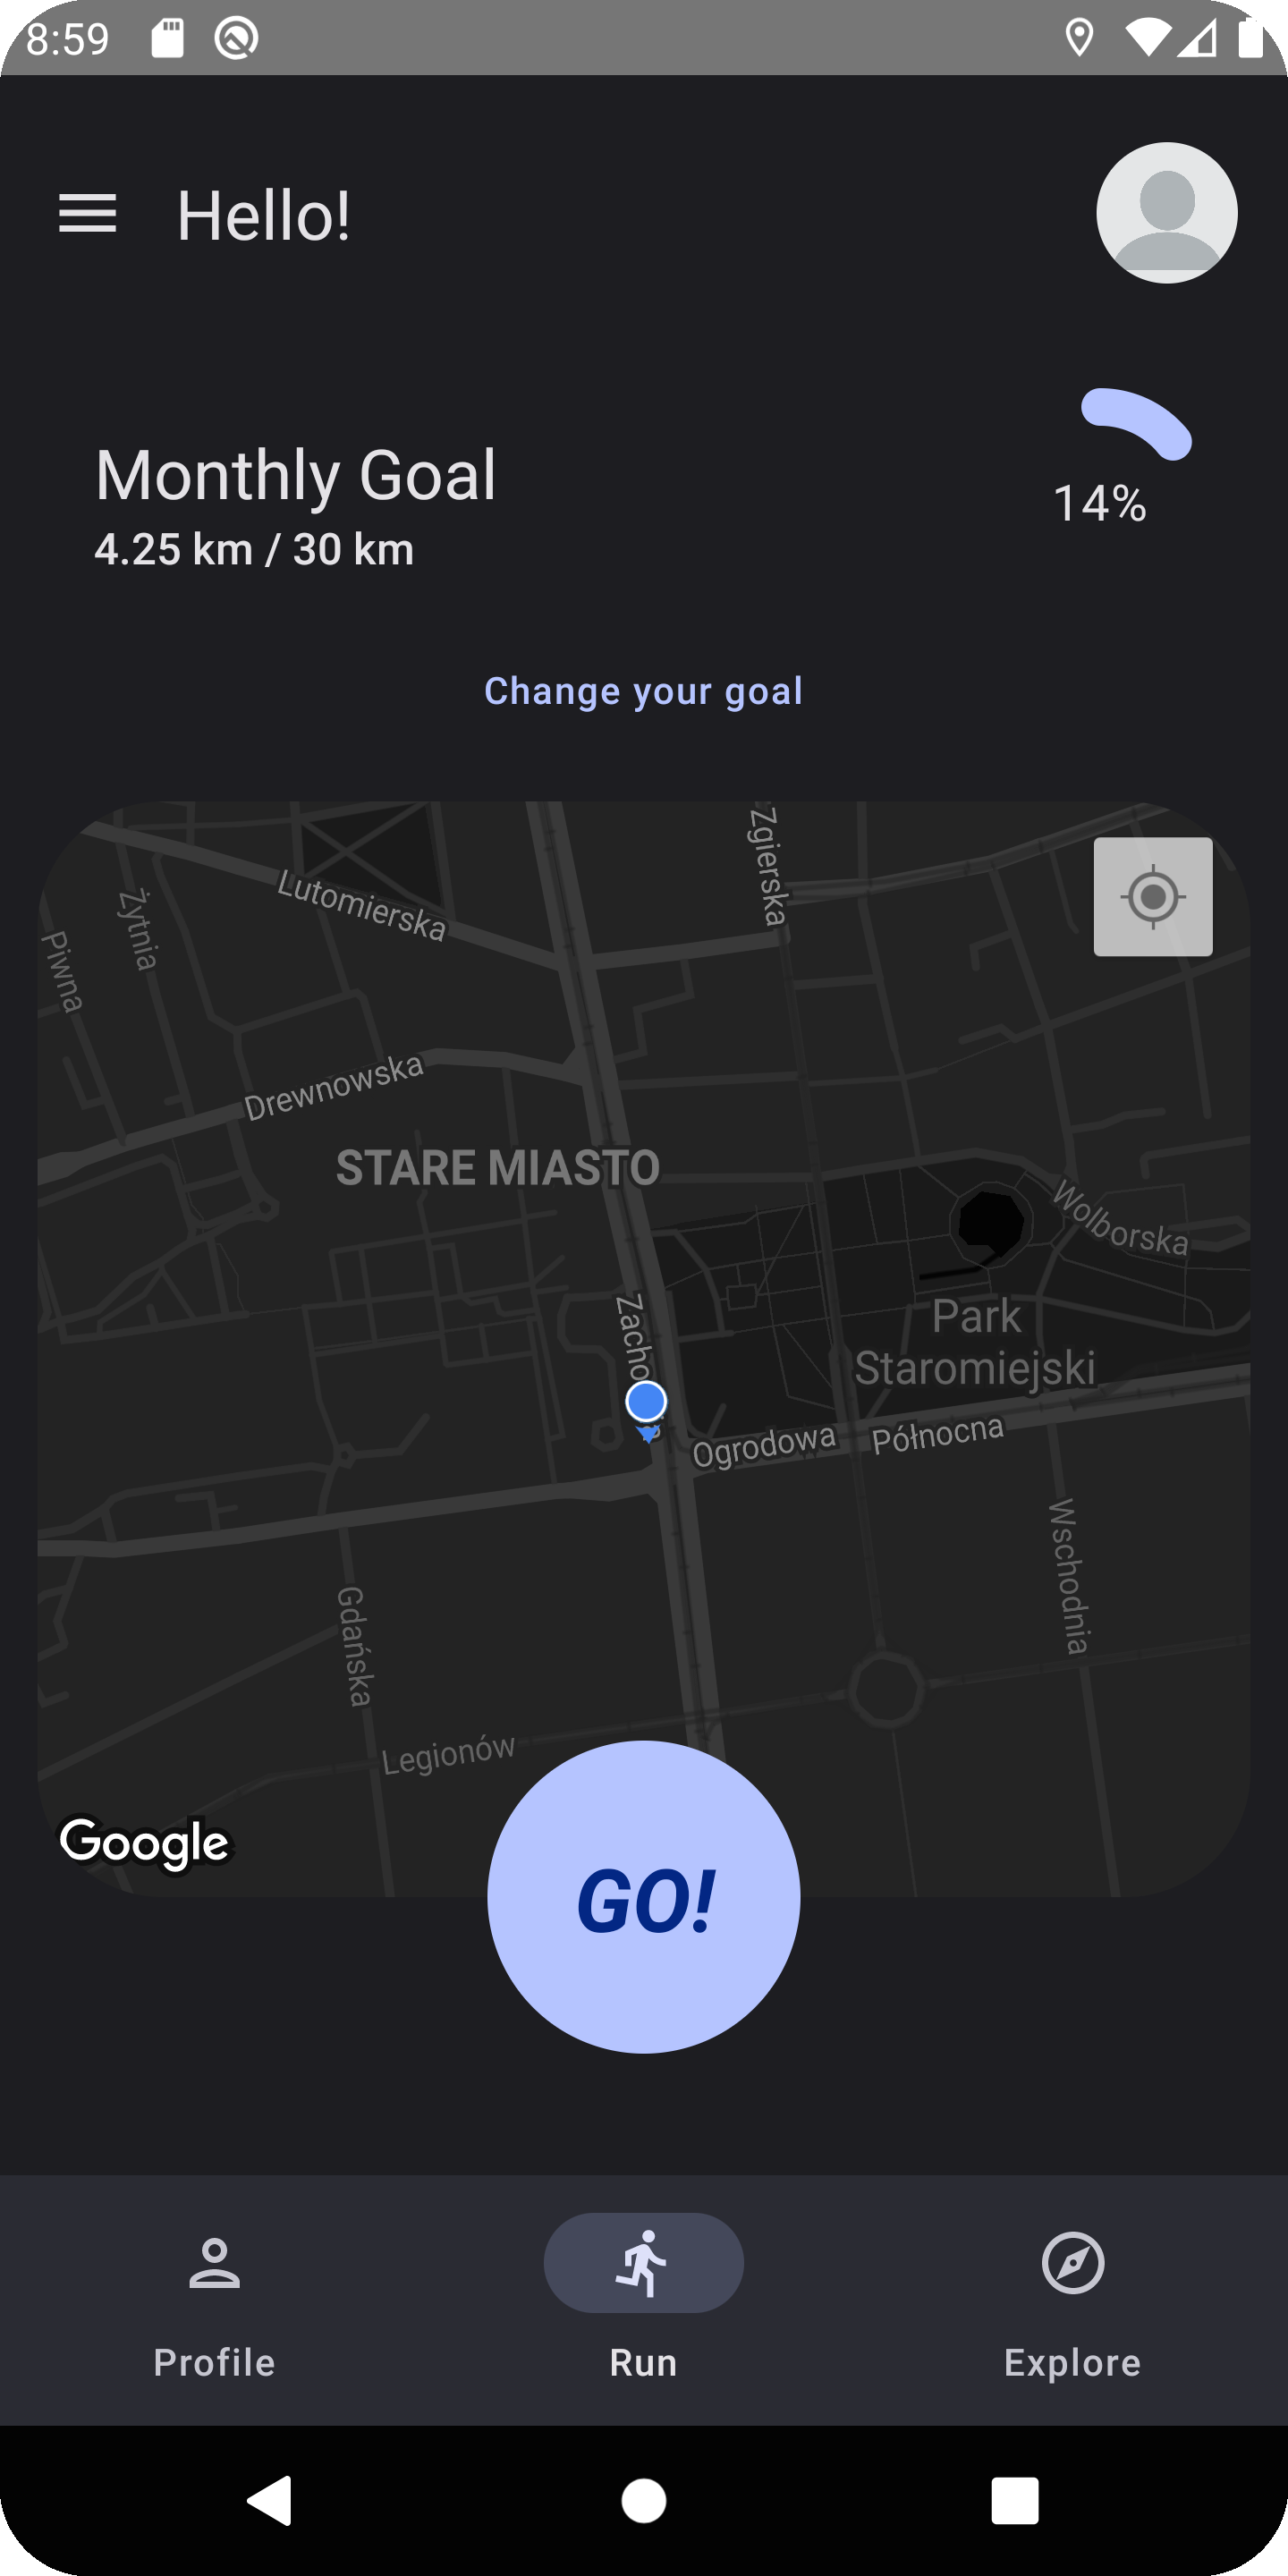 8:59
Hello!
Monthly Goal
4.25 km / 30 km
14%
Change your goal
Zgierska
Lutomierska
Żytnia
Piwna
Drewnowska
STARE MIASTO
Wolborska
Park
Staromiejski
Ogrodowa
Północna
Wschodnia
Gdańska
Legionów
Google
GO!
Profile
Run
Explore